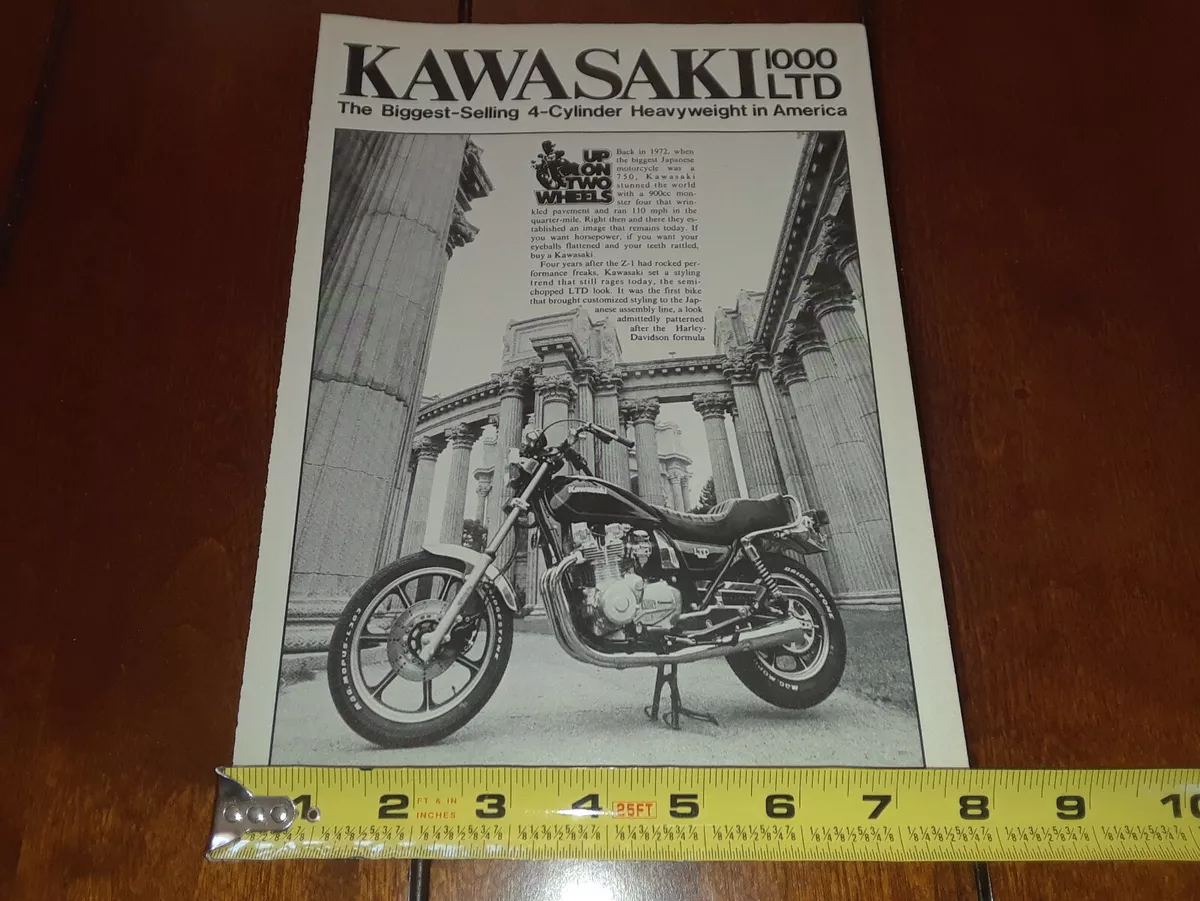 KAWASAKI 1000 LTD
The Biggest-Selling 4-Cylinder Heavyweight in America
UP ON TWO WHEELS
Back in 1972, when
the biggest Japanese
motorcycle was a
750, Kawasaki
stunned the world
with a 900cc mon-
ster four that wrin-
kled pavement and ran 110 mph in the
quarter-mile. Right then and there they es-
tablished an image that remains today. If
you want horsepower, if you want your
eyeballs flattened and your teeth rattled,
buy a Kawasaki.
Four years after the Z-1 had rocked per-
formance freaks, Kawasaki set a styling
trend that still rages today, the semi-
chopped LTD look. It was the first bike
that brought customized styling to the Jap-
anese assembly line, a look
admittedly patterned
after the Harley-
Davidson formula
Kawasaki
LTD
BRIDGESTONE
MAG. MOPUS-L303
1 2 FT & IN INCHES 3 4 25FT 5 6 7 8 9 10